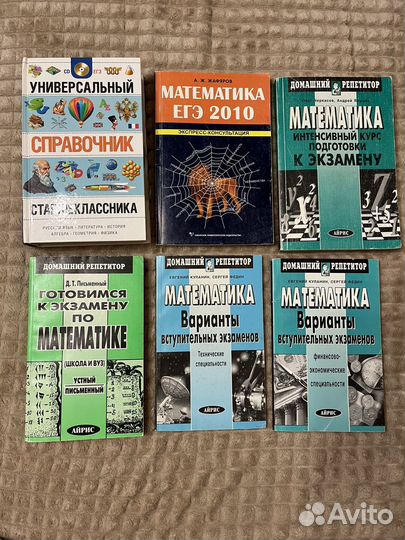 CD
ЕГЭ
УНИВЕРСАЛЬНЫЙ
СПРАВОЧНИК
СТАРШЕКЛАССНИКА
РУССКИЙ ЯЗЫК • ЛИТЕРАТУРА • ИСТОРИЯ
АЛГЕБРА • ГЕОМЕТРИЯ • ФИЗИКА
А. Ж. ЖАФЯРОВ
МАТЕМАТИКА
ЕГЭ 2010
ЭКСПРЕСС-КОНСУЛЬТАЦИЯ
ДОМАШНИЙ РЕПЕТИТОР
МАТЕМАТИКА
ИНТЕНСИВНЫЙ КУРС
ПОДГОТОВКИ
К ЭКЗАМЕНУ
АЙРИС
ДОМАШНИЙ РЕПЕТИТОР
Д.Т. Письменный
ГОТОВИМСЯ
К ЭКЗАМЕНУ
ПО
МАТЕМАТИКЕ
(ШКОЛА И ВУЗ)
УСТНЫЙ
ПИСЬМЕННЫЙ
АЙРИС
ДОМАШНИЙ РЕПЕТИТОР
ЕВГЕНИЙ КУЛАНИН, СЕРГЕЙ ФЕДИН
МАТЕМАТИКА
Варианты
вступительных экзаменов
Технические
специальности
АЙРИС
ДОМАШНИЙ РЕПЕТИТОР
ЕВГЕНИЙ КУЛАНИН, СЕРГЕЙ ФЕДИН
МАТЕМАТИКА
Варианты
вступительных экзаменов
финансово-
экономические
специальности
АЙРИС
Avito